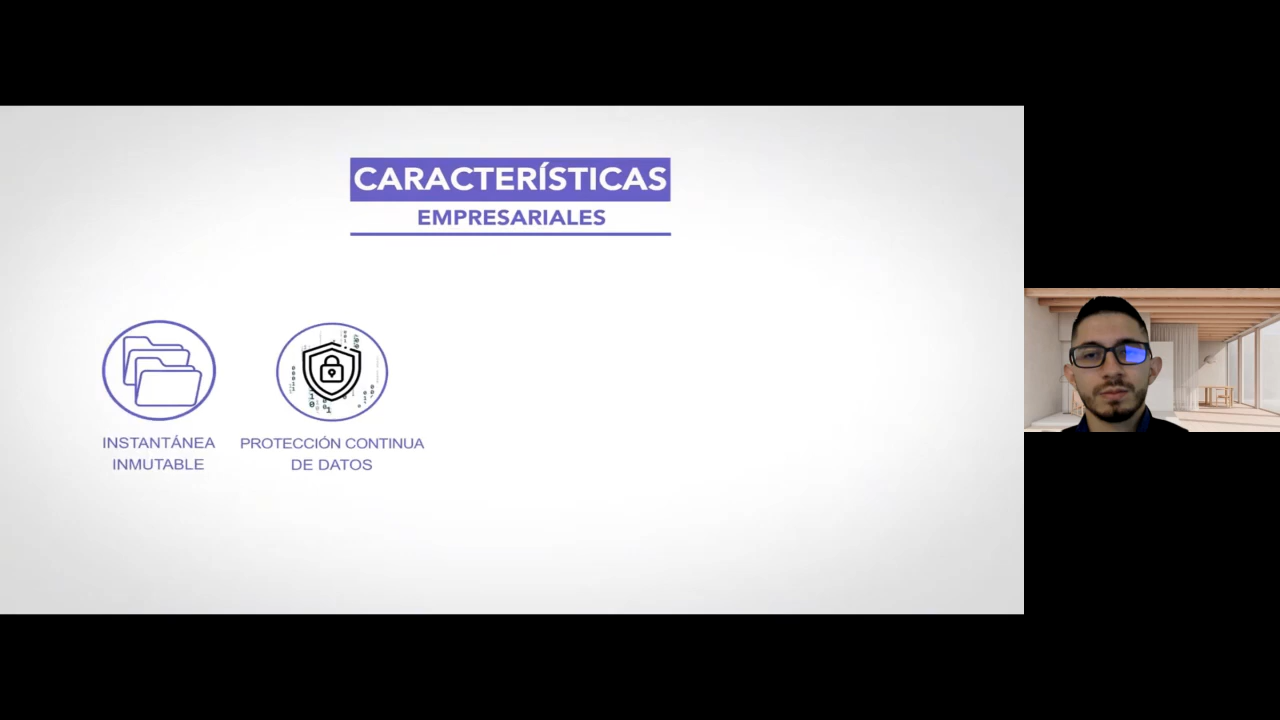 CARACTERÍSTICAS
EMPRESARIALES
INSTANTÁNEA
INMUTABLE
PROTECCIÓN CONTINUA
DE DATOS